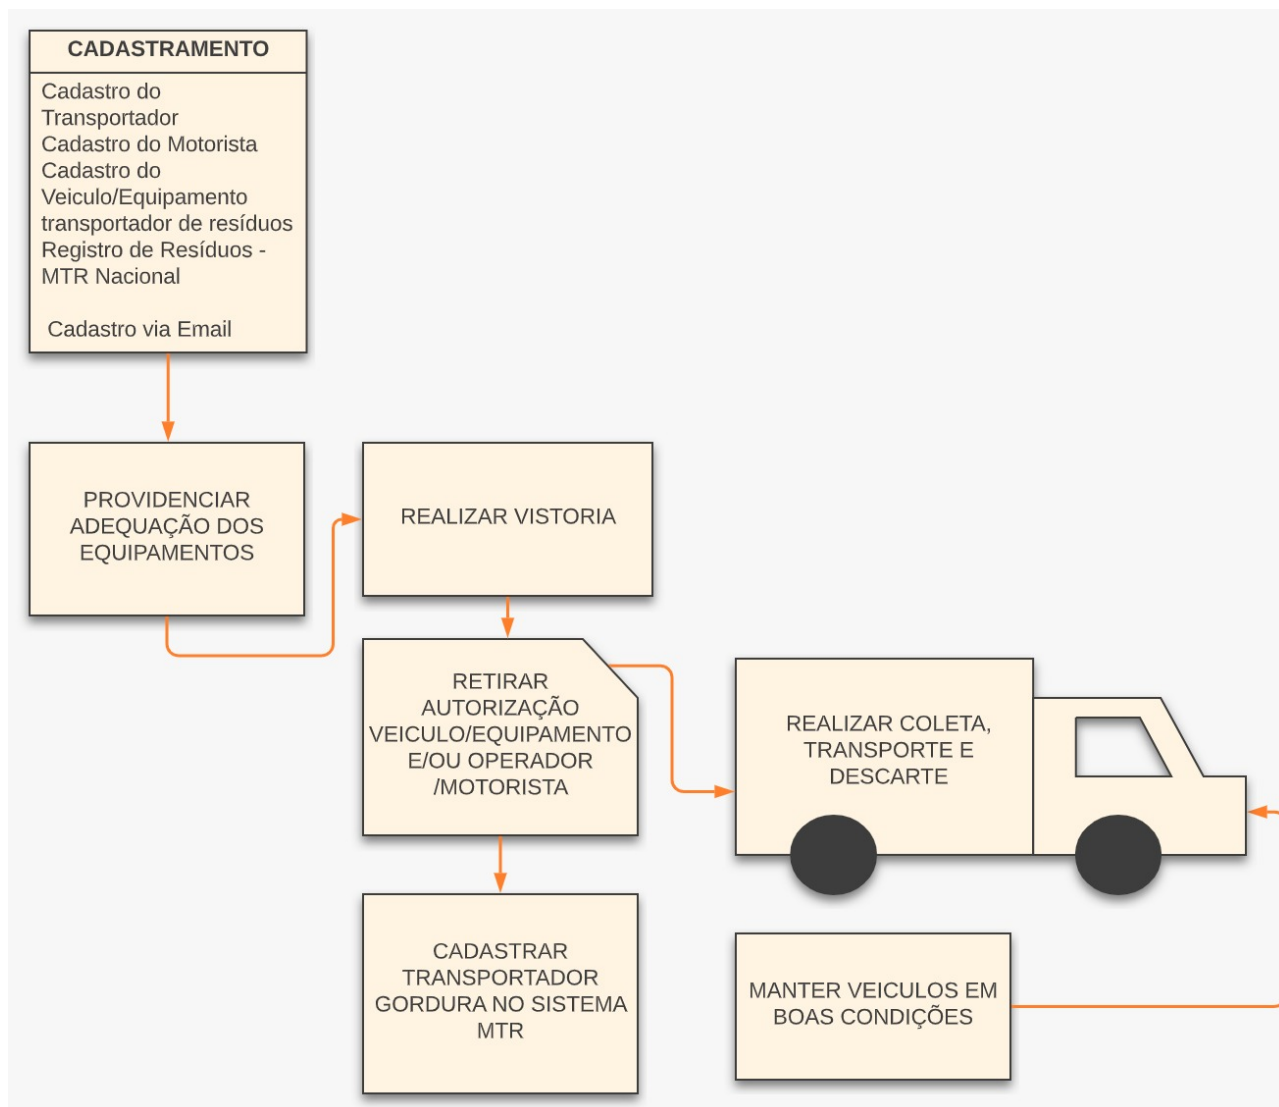 CADASTRAMENTO
Cadastro do
Transportador
Cadastro do Motorista
Cadastro do
Veiculo/Equipamento
transportador de resíduos
Registro de Resíduos -
MTR Nacional
Cadastro via Email
PROVIDENCIAR
ADEQUAÇÃO DOS
EQUIPAMENTOS
REALIZAR VISTORIA
RETIRAR
AUTORIZAÇÃO
VEICULO/EQUIPAMENTO
E/OU OPERADOR
/MOTORISTA
REALIZAR COLETA,
TRANSPORTE E
DESCARTE
CADASTRAR
TRANSPORTADOR
GORDURA NO SISTEMA
MTR
MANTER VEICULOS EM
BOAS CONDIÇÕES